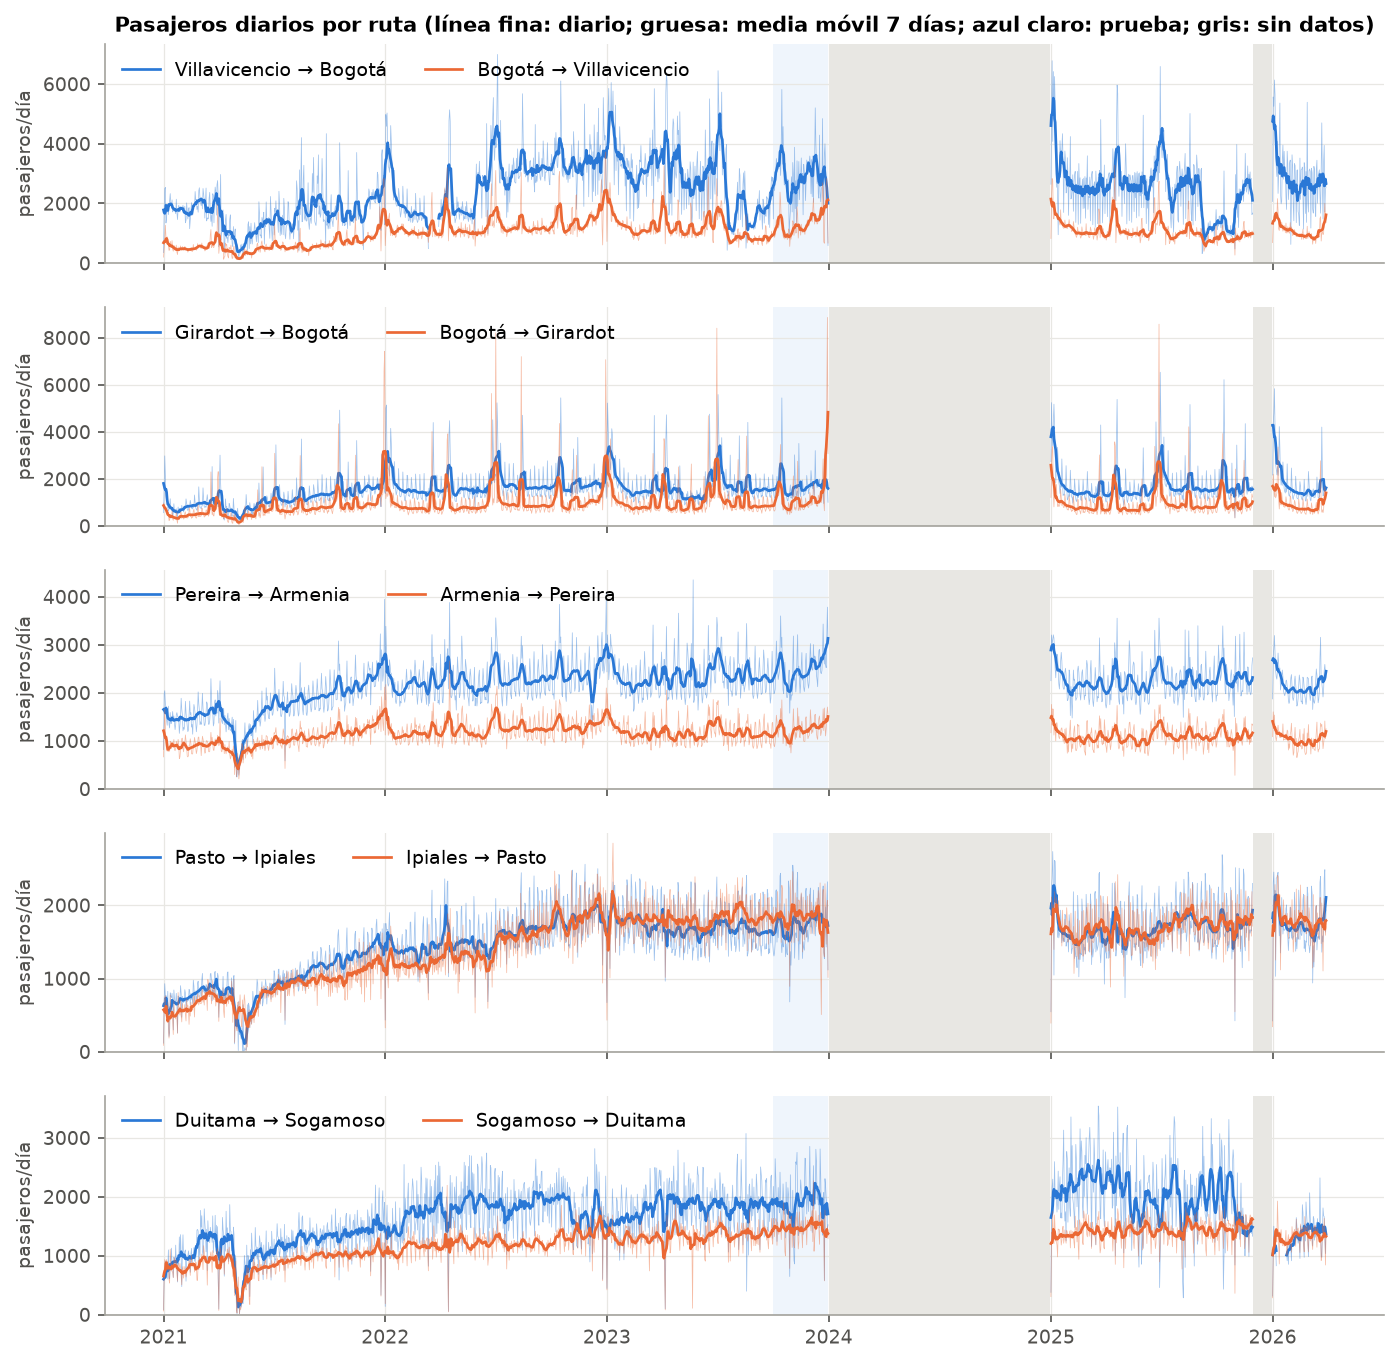 Pasajeros diarios por ruta (línea fina: diario; gruesa: media móvil 7 días; azul claro: prueba; gris: sin datos)
Villavicencio → Bogotá Bogotá → Villavicencio
pasajeros/día
6000
4000
2000
0
Girardot → Bogotá Bogotá → Girardot
pasajeros/día
8000
6000
4000
2000
0
Pereira → Armenia Armenia → Pereira
pasajeros/día
4000
3000
2000
1000
0
Pasto → Ipiales Ipiales → Pasto
pasajeros/día
2000
1000
0
Duitama → Sogamoso Sogamoso → Duitama
pasajeros/día
3000
2000
1000
0
2021 2022 2023 2024 2025 2026